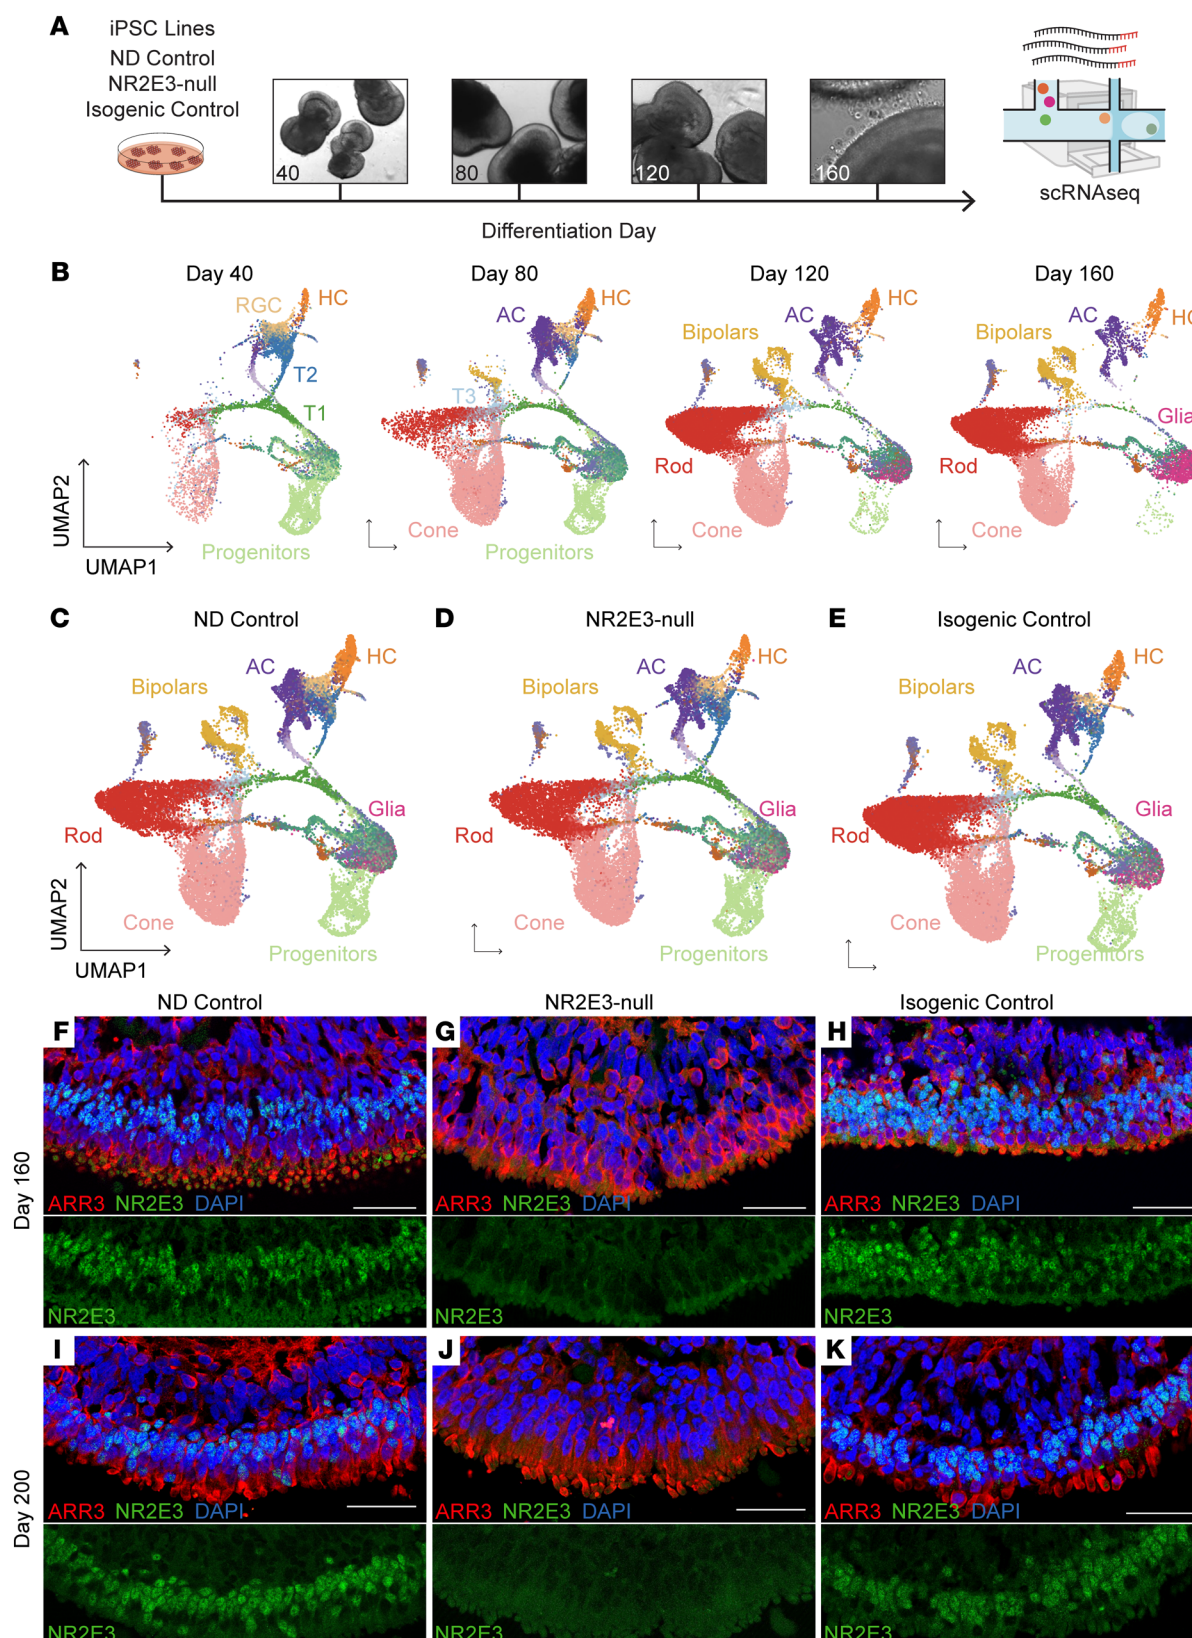 A
iPSC Lines
ND Control
NR2E3-null
Isogenic Control
40
80
120
160
scRNAseq
Differentiation Day
B
Day 40
Day 80
Day 120
Day 160
RGC
HC
T2
T1
UMAP2
UMAP1
Progenitors
AC
HC
T3
Cone
Progenitors
AC
Bipolars
Rod
Cone
AC
HC
Bipolars
Glia
Rod
Cone
C
ND Control
AC
HC
Bipolars
Glia
Rod
Cone
Progenitors
UMAP2
UMAP1
D
NR2E3-null
AC
HC
Bipolars
Glia
Rod
Cone
Progenitors
E
Isogenic Control
AC
HC
Bipolars
Glia
Rod
Cone
Progenitors
ND Control
NR2E3-null
Isogenic Control
Day 160
F
ARR3 NR2E3 DAPI
NR2E3
G
ARR3 NR2E3 DAPI
NR2E3
H
ARR3 NR2E3 DAPI
NR2E3
Day 200
I
ARR3 NR2E3 DAPI
NR2E3
J
ARR3 NR2E3 DAPI
NR2E3
K
ARR3 NR2E3 DAPI
NR2E3